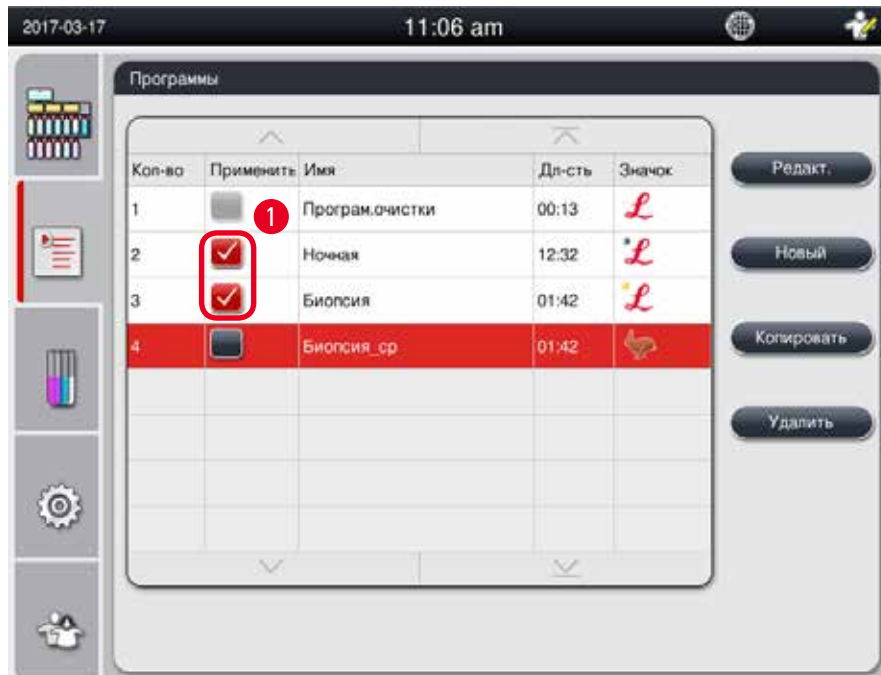 2017-03-17 11:06 am
Программы
Кол-во Применить Имя Дл-сть Значок
1 Програм.очистки 00:13
2 Ночная 12:32
3 Биопсия 01:42
4 Биопсия_cp 01:42
1
Редакт.
Новый
Копировать
Удалить